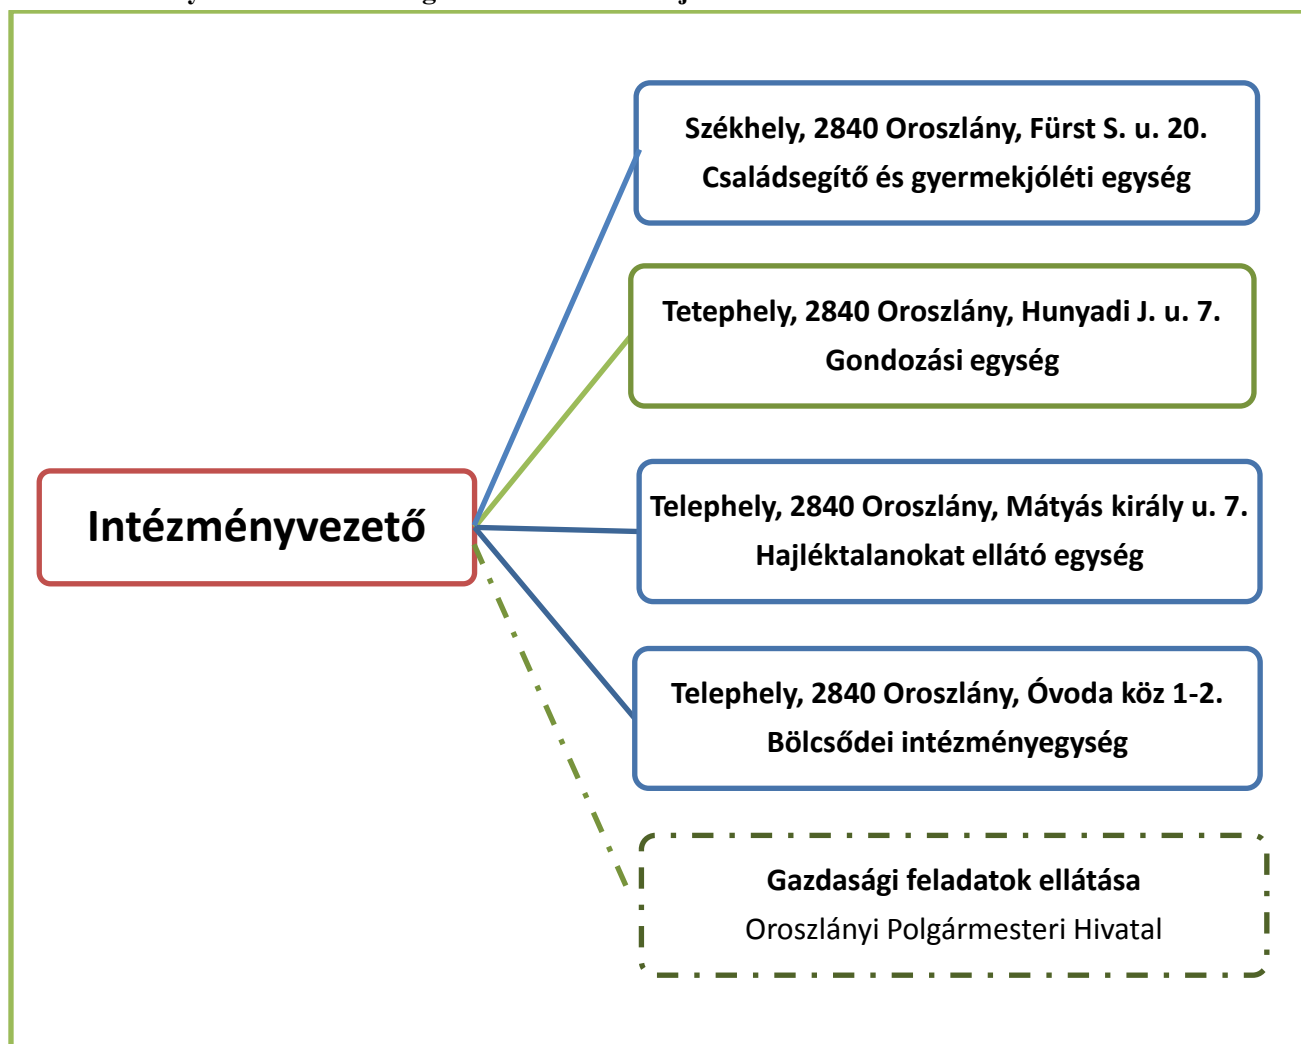 Székhely, 2840 Oroszlány, Fürst S. u. 20.
Családsegítő és gyermekjóléti egység
Tetephely, 2840 Oroszlány, Hunyadi J. u. 7.
Gondozási egység
Intézményvezető
Telephely, 2840 Oroszlány, Mátyás király u. 7.
Hajléktalanokat ellátó egység
Telephely, 2840 Oroszlány, Óvoda köz 1-2.
Bölcsődei intézményegység
Gazdasági feladatok ellátása
Oroszlányi Polgármesteri Hivatal